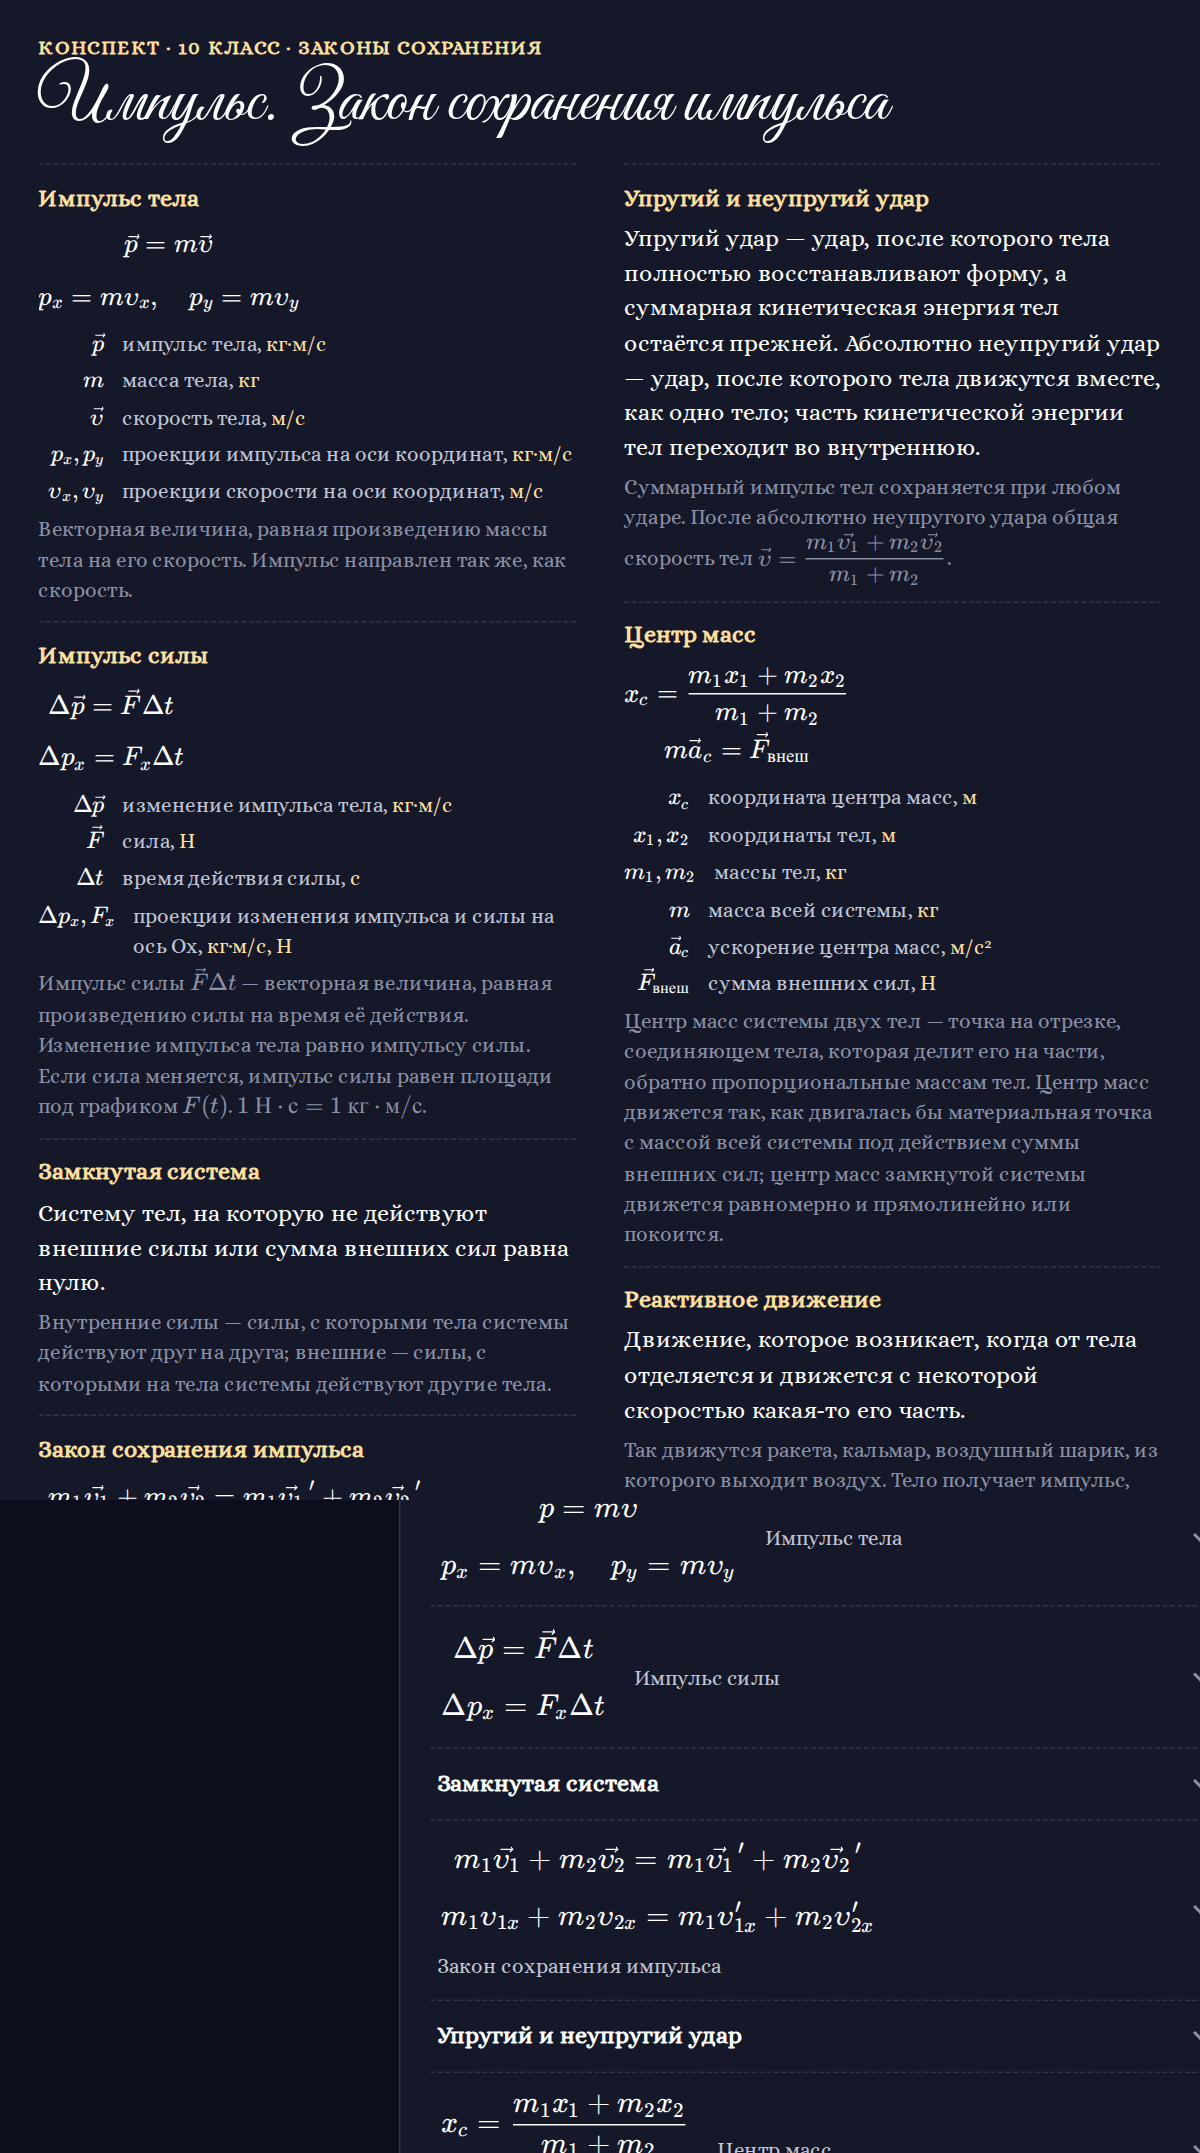 КОНСПЕКТ · 10 КЛАСС · ЗАКОНЫ СОХРАНЕНИЯ
Импульс. Закон сохранения импульса
Импульс тела
p⃗ = mv⃗
pₓ = mvₓ, p_y = mv_y
p⃗ импульс тела, кг·м/с
m масса тела, кг
v⃗ скорость тела, м/с
pₓ, p_y проекции импульса на оси координат, кг·м/с
vₓ, v_y проекции скорости на оси координат, м/с
Векторная величина, равная произведению массы
тела на его скорость. Импульс направлен так же, как
скорость.
Импульс силы
Δp⃗ = F⃗Δt
Δpₓ = FₓΔt
Δp⃗ изменение импульса тела, кг·м/с
F⃗ сила, Н
Δt время действия силы, с
Δpₓ, Fₓ проекции изменения импульса и силы на
ось Ox, кг·м/с, Н
Импульс силы F⃗Δt — векторная величина, равная
произведению силы на время её действия.
Изменение импульса тела равно импульсу силы.
Если сила меняется, импульс силы равен площади
под графиком F(t). 1 Н · с = 1 кг · м/с.
Замкнутая система
Систему тел, на которую не действуют
внешние силы или сумма внешних сил равна
нулю.
Внутренние силы — силы, с которыми тела системы
действуют друг на друга; внешние — силы, с
которыми на тела системы действуют другие тела.
Закон сохранения импульса
m₁v⃗₁ + m₂v⃗₂ = m₁v⃗₁′ + m₂v⃗₂′
Упругий и неупругий удар
Упругий удар — удар, после которого тела
полностью восстанавливают форму, а
суммарная кинетическая энергия тел
остаётся прежней. Абсолютно неупругий удар
— удар, после которого тела движутся вместе,
как одно тело; часть кинетической энергии
тел переходит во внутреннюю.
Суммарный импульс тел сохраняется при любом
ударе. После абсолютно неупругого удара общая
скорость тел v⃗ = (m₁v⃗₁ + m₂v⃗₂)/(m₁ + m₂).
Центр масс
x_c = (m₁x₁ + m₂x₂)/(m₁ + m₂)
ma⃗_c = F⃗внеш
x_c координата центра масс, м
x₁, x₂ координаты тел, м
m₁, m₂ массы тел, кг
m масса всей системы, кг
a⃗_c ускорение центра масс, м/с²
F⃗внеш сумма внешних сил, Н
Центр масс системы двух тел — точка на отрезке,
соединяющем тела, которая делит его на части,
обратно пропорциональные массам тел. Центр масс
движется так, как двигалась бы материальная точка
с массой всей системы под действием суммы
внешних сил; центр масс замкнутой системы
движется равномерно и прямолинейно или
покоится.
Реактивное движение
Движение, которое возникает, когда от тела
отделяется и движется с некоторой
скоростью какая-то его часть.
Так движутся ракета, кальмар, воздушный шарик, из
которого выходит воздух. Тело получает импульс,
p = mv
pₓ = mvₓ, p_y = mv_y
Импульс тела
Δp⃗ = F⃗Δt
Δpₓ = FₓΔt
Импульс силы
Замкнутая система
m₁v⃗₁ + m₂v⃗₂ = m₁v⃗₁′ + m₂v⃗₂′
m₁v₁ₓ + m₂v₂ₓ = m₁v′₁ₓ + m₂v′₂ₓ
Закон сохранения импульса
Упругий и неупругий удар
x_c = (m₁x₁ + m₂x₂)/(m₁ + m₂)
Центр масс